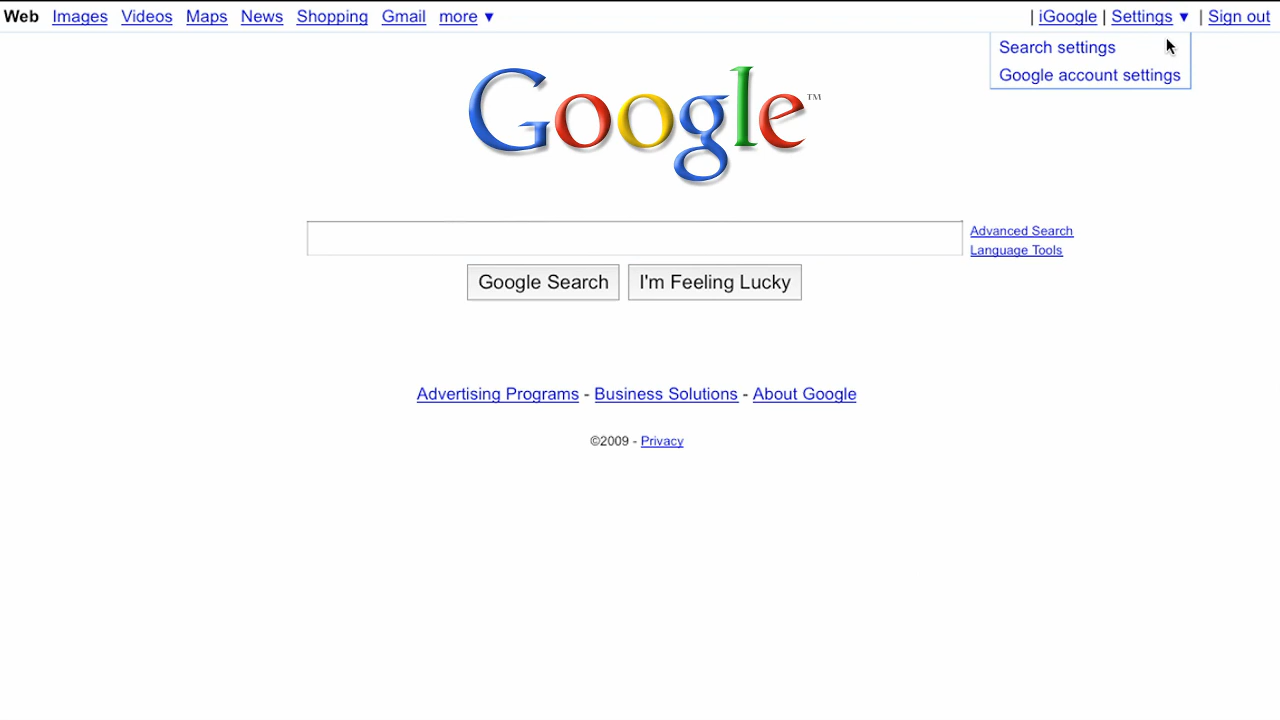 Web Images Videos Maps News Shopping Gmail more ▼ | iGoogle | Settings ▼ | Sign out
Search settings
Google account settings
Google™
Advanced Search
Language Tools
Google Search I'm Feeling Lucky
Advertising Programs - Business Solutions - About Google
©2009 - Privacy